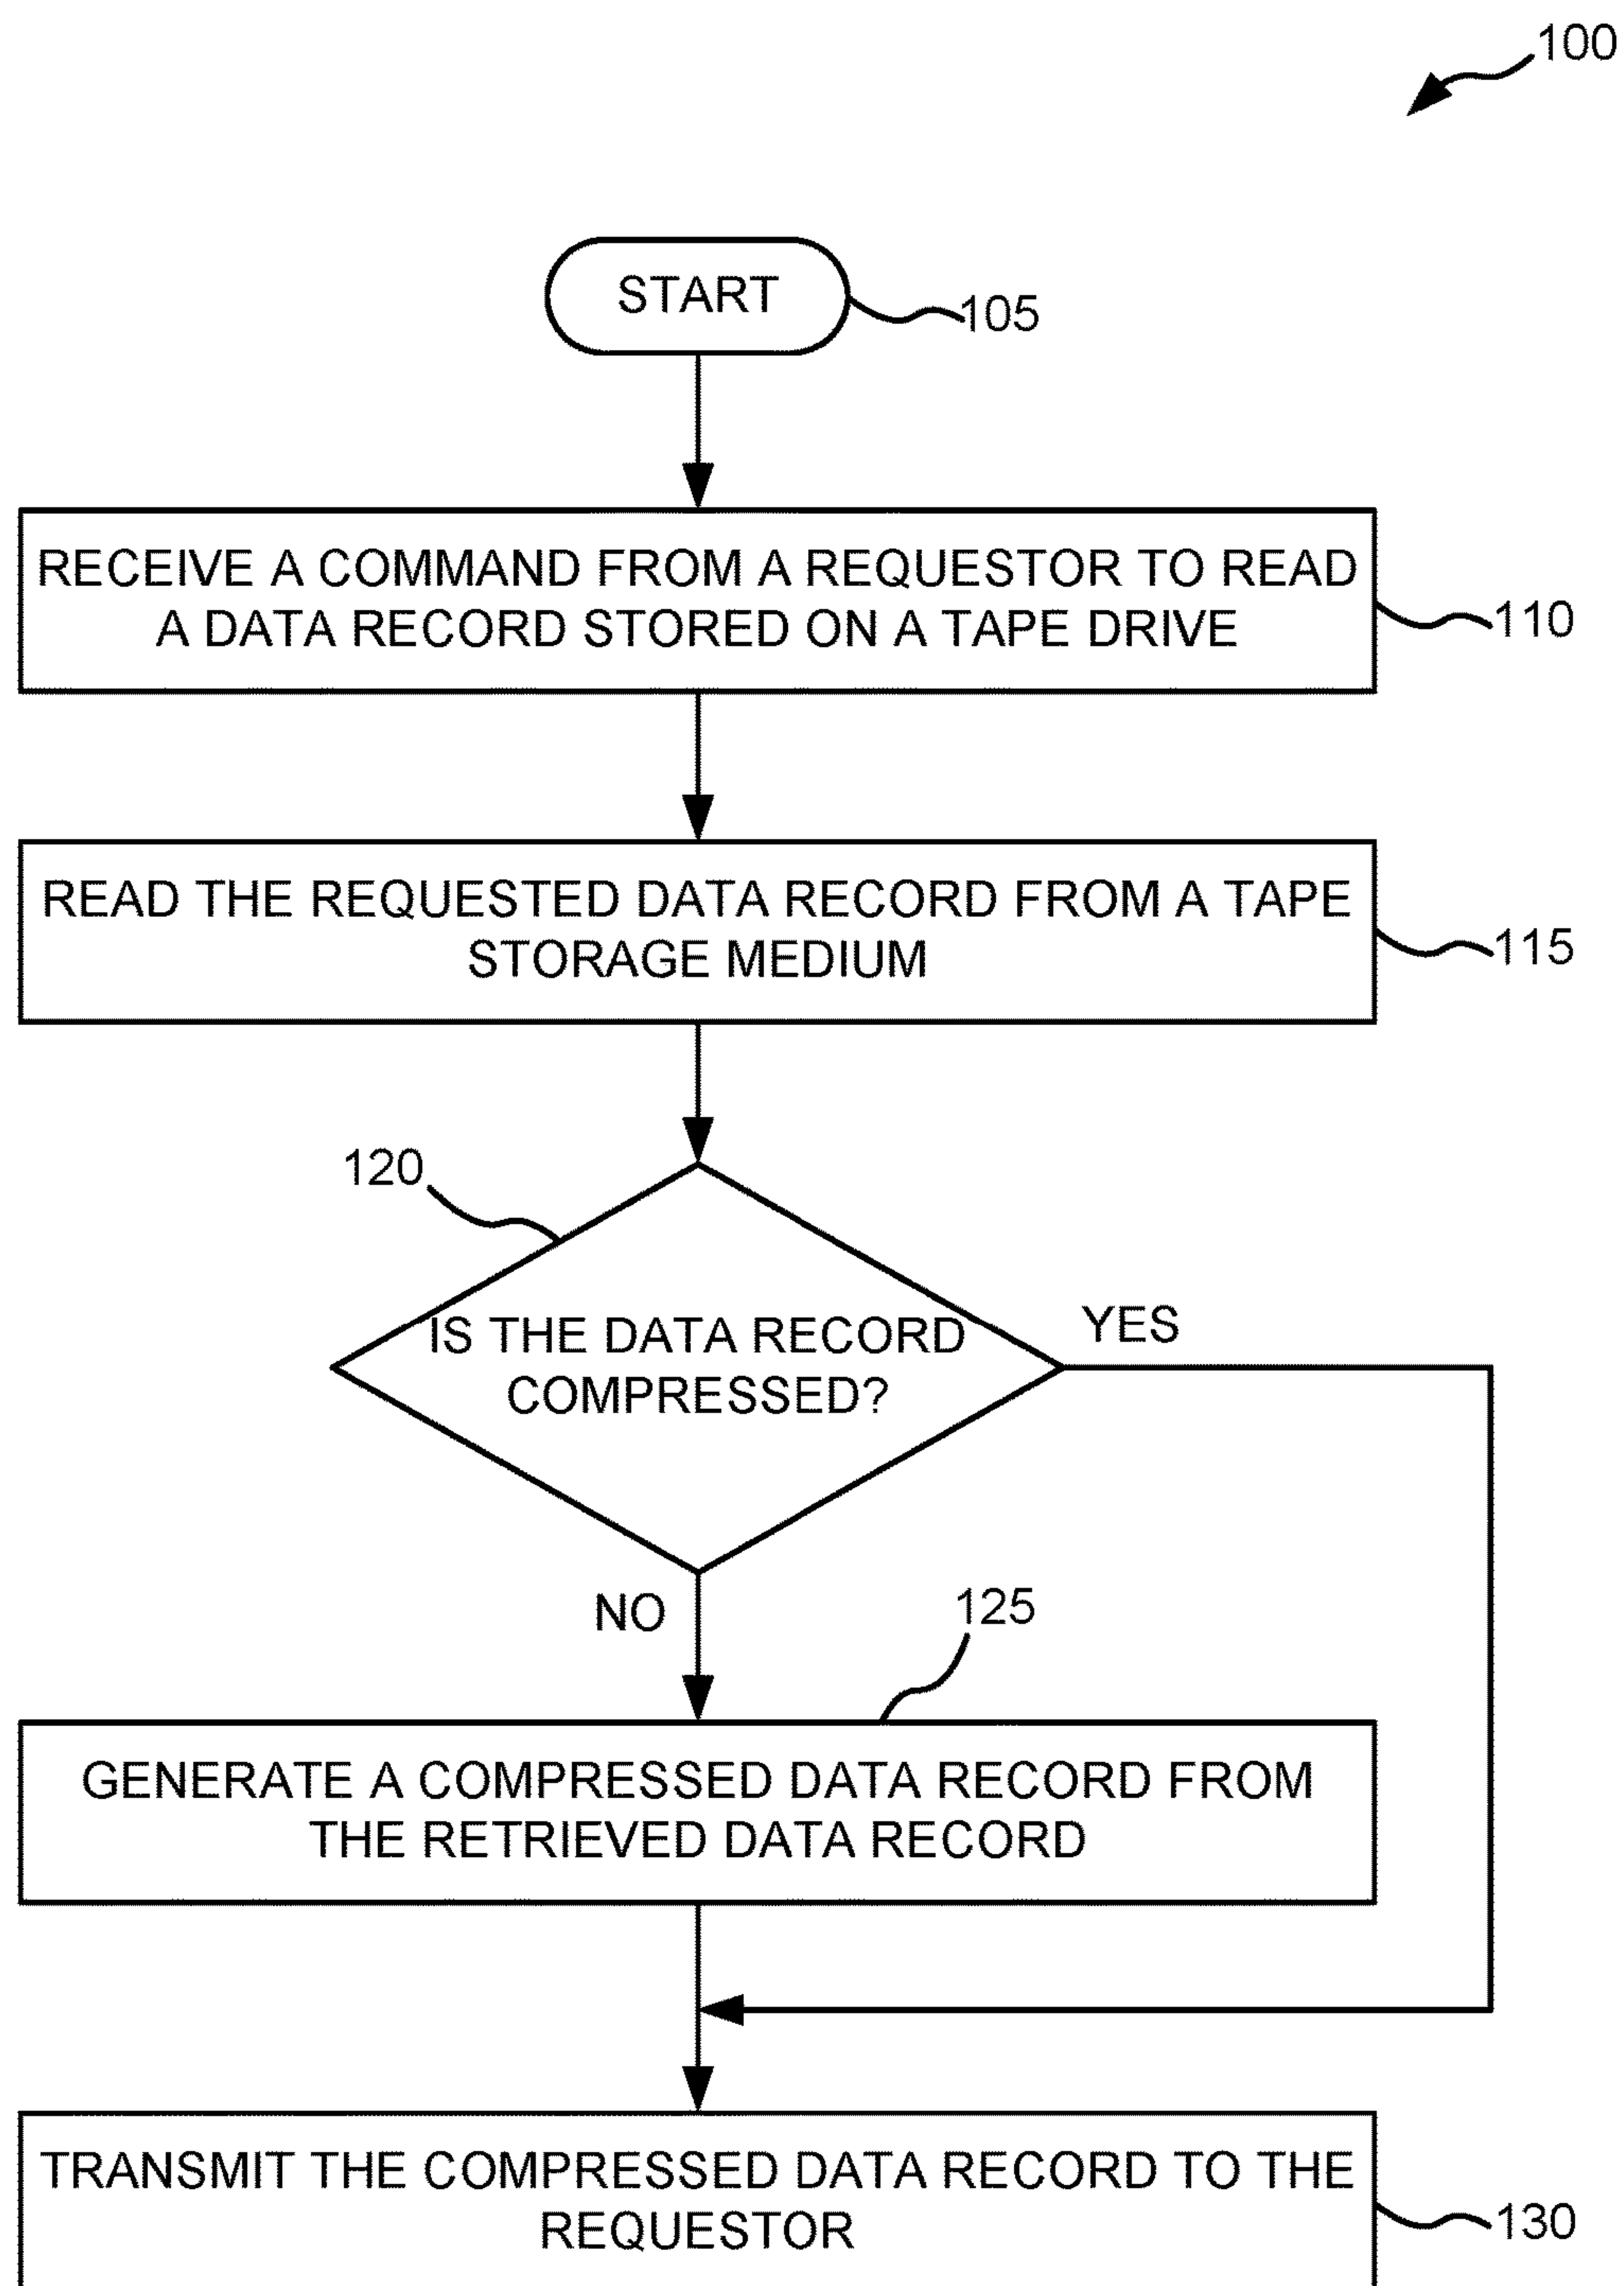 100
START
105
RECEIVE A COMMAND FROM A REQUESTOR TO READ
A DATA RECORD STORED ON A TAPE DRIVE
110
READ THE REQUESTED DATA RECORD FROM A TAPE
STORAGE MEDIUM
115
120
IS THE DATA RECORD
COMPRESSED?
YES
NO
125
GENERATE A COMPRESSED DATA RECORD FROM
THE RETRIEVED DATA RECORD
TRANSMIT THE COMPRESSED DATA RECORD TO THE
REQUESTOR
130